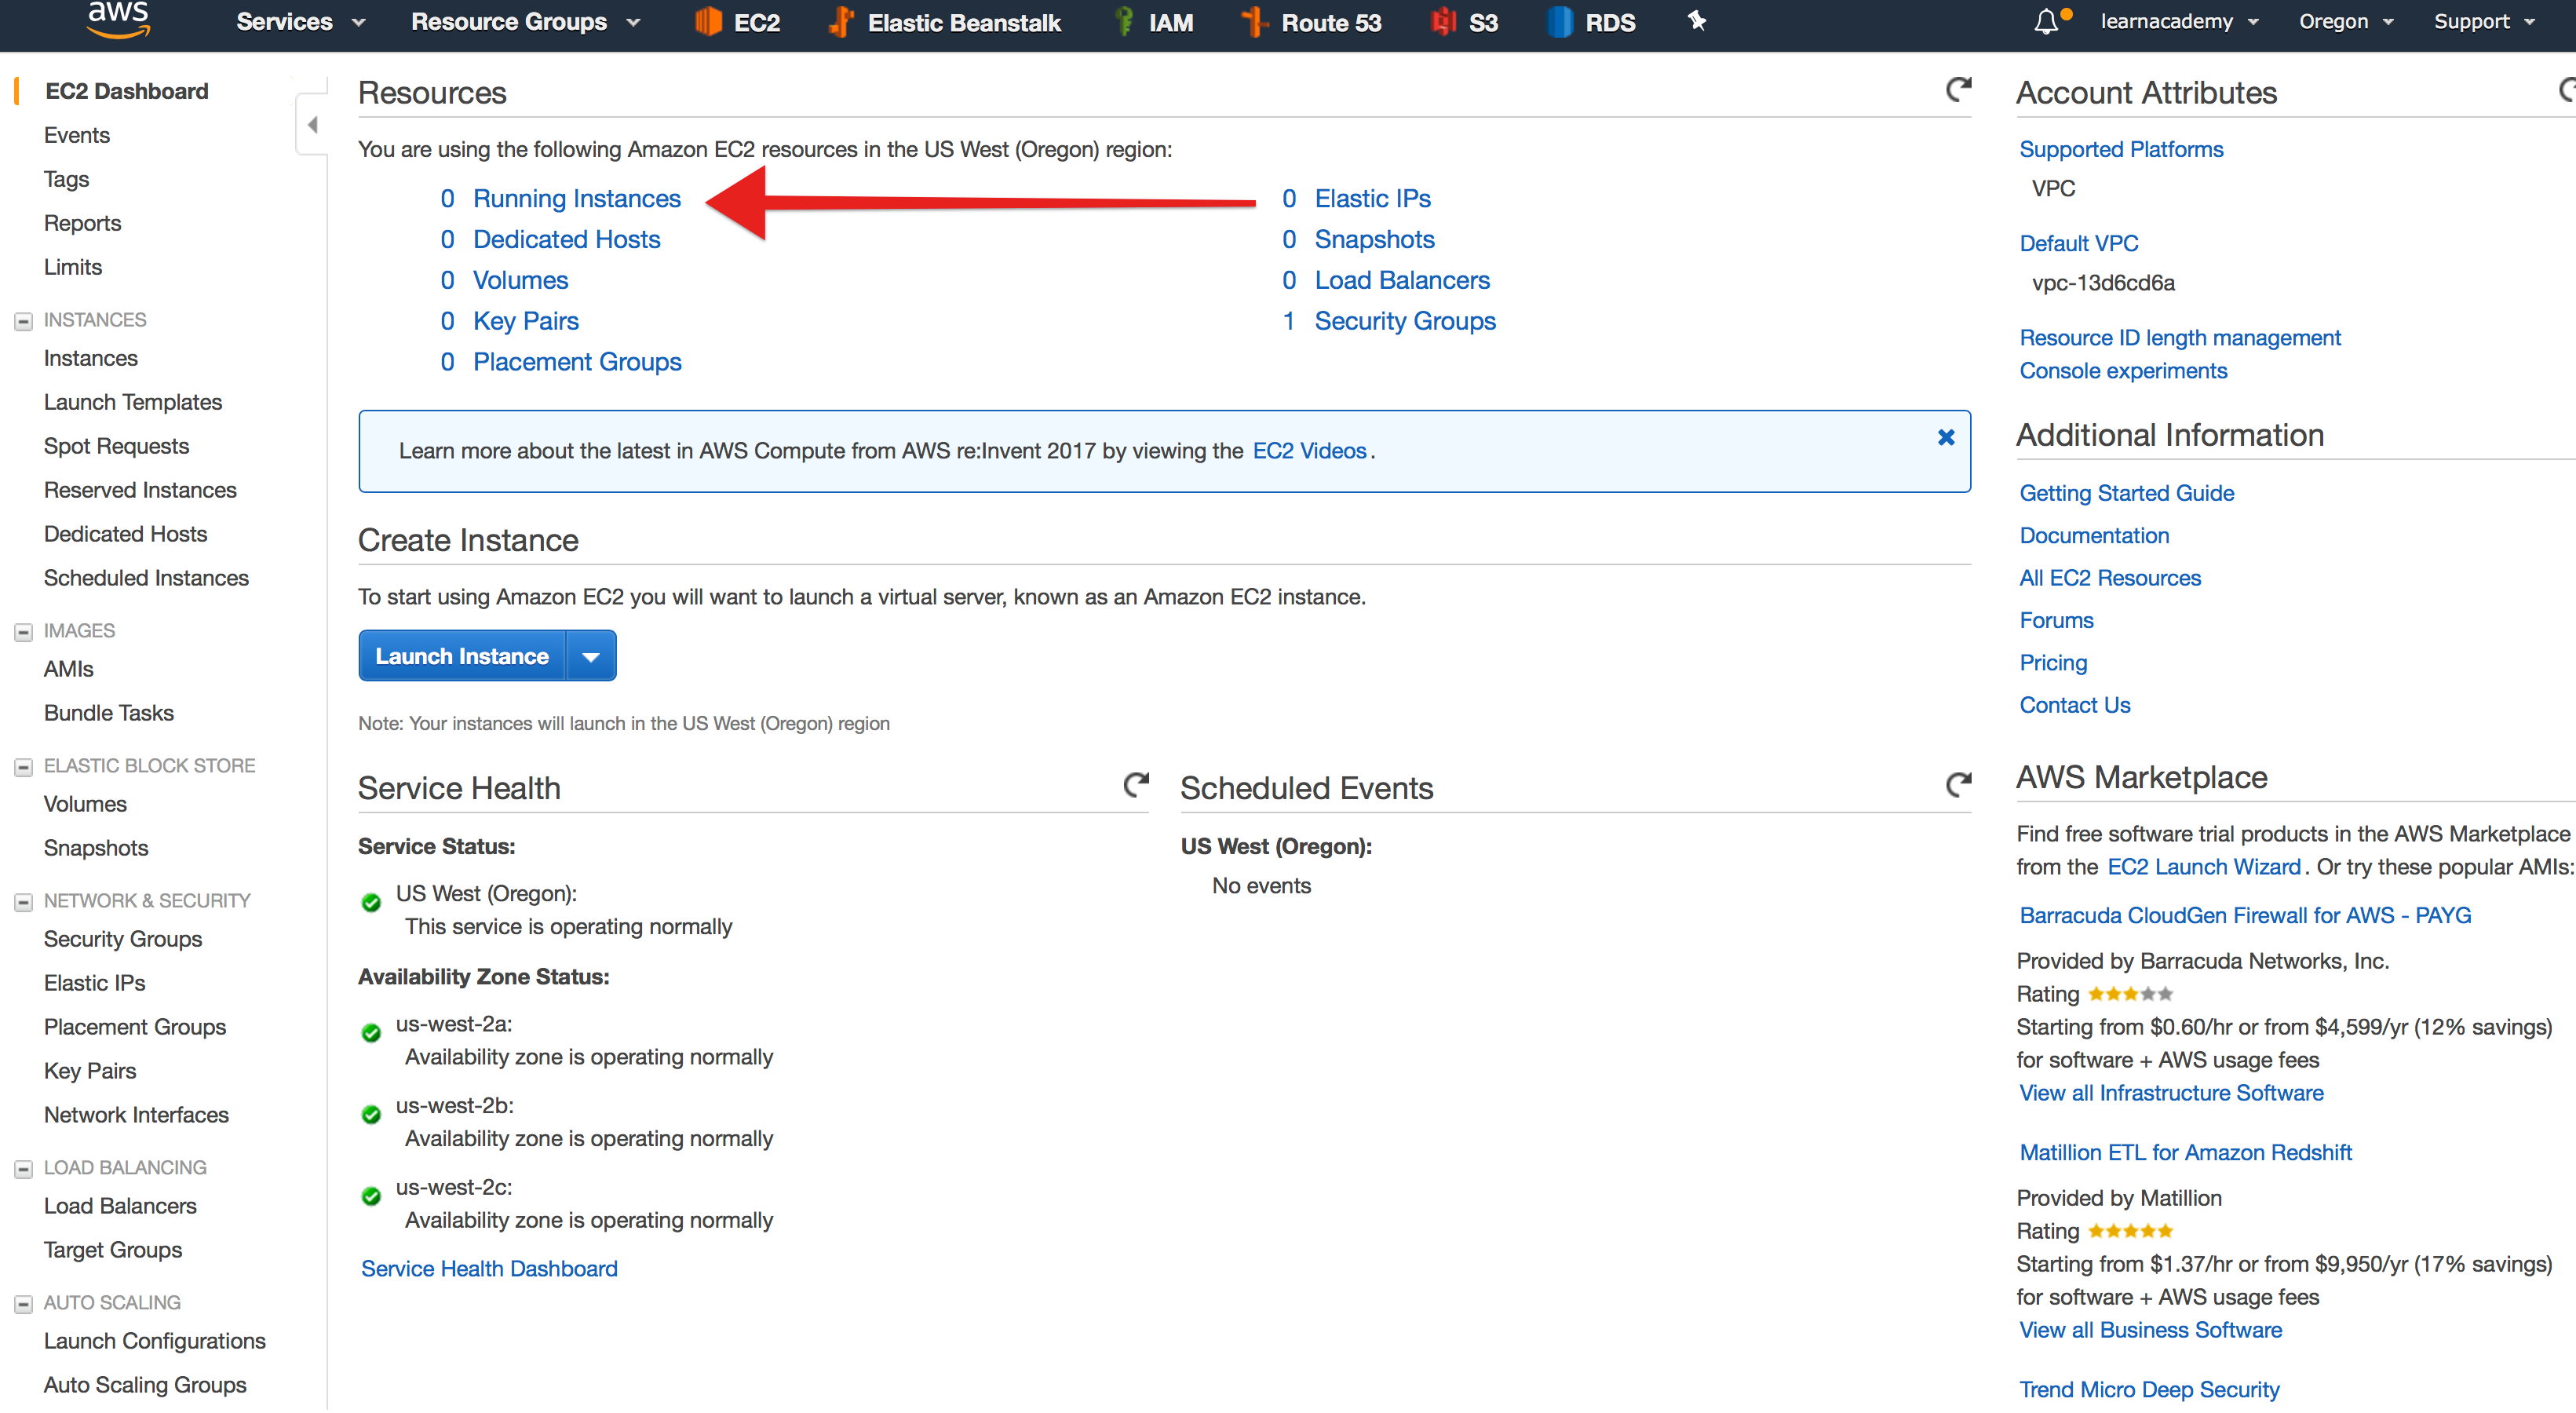 aws
Services
Resource Groups
EC2
Elastic Beanstalk
IAM
Route 53
S3
RDS
learnacademy
Oregon
Support
EC2 Dashboard
Events
Tags
Reports
Limits
INSTANCES
Instances
Launch Templates
Spot Requests
Reserved Instances
Dedicated Hosts
Scheduled Instances
IMAGES
AMIs
Bundle Tasks
ELASTIC BLOCK STORE
Volumes
Snapshots
NETWORK & SECURITY
Security Groups
Elastic IPs
Placement Groups
Key Pairs
Network Interfaces
LOAD BALANCING
Load Balancers
Target Groups
AUTO SCALING
Launch Configurations
Auto Scaling Groups
Resources
You are using the following Amazon EC2 resources in the US West (Oregon) region:
0 Running Instances
0 Dedicated Hosts
0 Volumes
0 Key Pairs
0 Placement Groups
0 Elastic IPs
0 Snapshots
0 Load Balancers
1 Security Groups
Learn more about the latest in AWS Compute from AWS re:Invent 2017 by viewing the EC2 Videos.
Create Instance
To start using Amazon EC2 you will want to launch a virtual server, known as an Amazon EC2 instance.
Launch Instance
Note: Your instances will launch in the US West (Oregon) region
Service Health
Service Status:
US West (Oregon):
This service is operating normally
Availability Zone Status:
us-west-2a:
Availability zone is operating normally
us-west-2b:
Availability zone is operating normally
us-west-2c:
Availability zone is operating normally
Service Health Dashboard
Scheduled Events
US West (Oregon):
No events
Account Attributes
Supported Platforms
VPC
Default VPC
vpc-13d6cd6a
Resource ID length management
Console experiments
Additional Information
Getting Started Guide
Documentation
All EC2 Resources
Forums
Pricing
Contact Us
AWS Marketplace
Find free software trial products in the AWS Marketplace
from the EC2 Launch Wizard. Or try these popular AMIs:
Barracuda CloudGen Firewall for AWS - PAYG
Provided by Barracuda Networks, Inc.
Rating
Starting from $0.60/hr or from $4,599/yr (12% savings)
for software + AWS usage fees
View all Infrastructure Software
Matillion ETL for Amazon Redshift
Provided by Matillion
Rating
Starting from $1.37/hr or from $9,950/yr (17% savings)
for software + AWS usage fees
View all Business Software
Trend Micro Deep Security